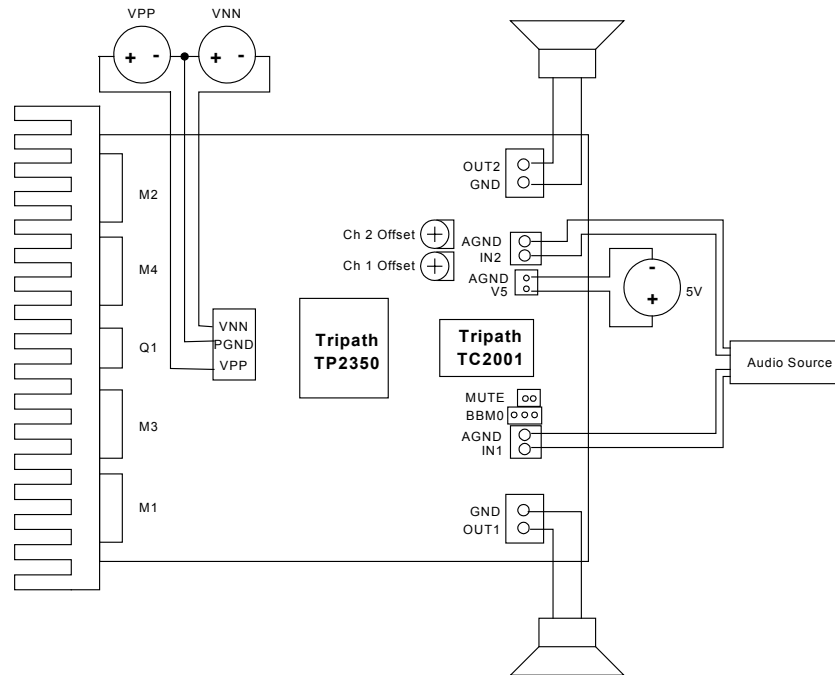 VPP
VNN
+ -
+ -
OUT2
GND
M2
Ch 2 Offset
AGND
IN2
M4
Ch 1 Offset
AGND
V5
-
+
5V
VNN
PGND
VPP
Q1
Tripath
TP2350
Tripath
TC2001
Audio Source
MUTE
BBM0
AGND
IN1
M3
M1
GND
OUT1